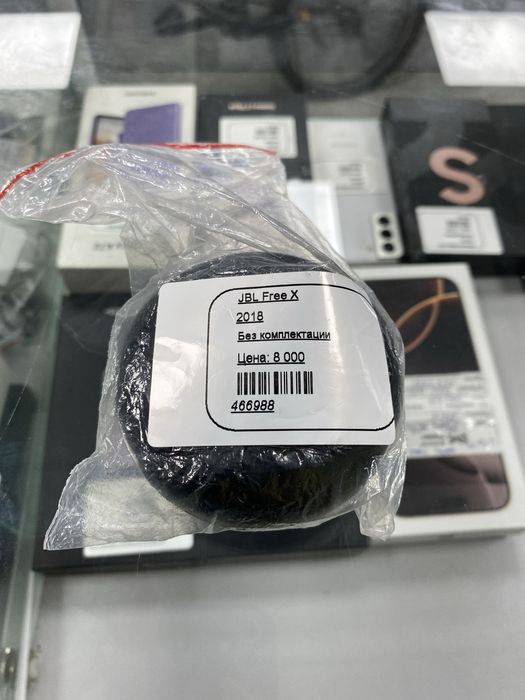 S
JBL Free X
2018
Без комплектации
Цена: 8 000
466988